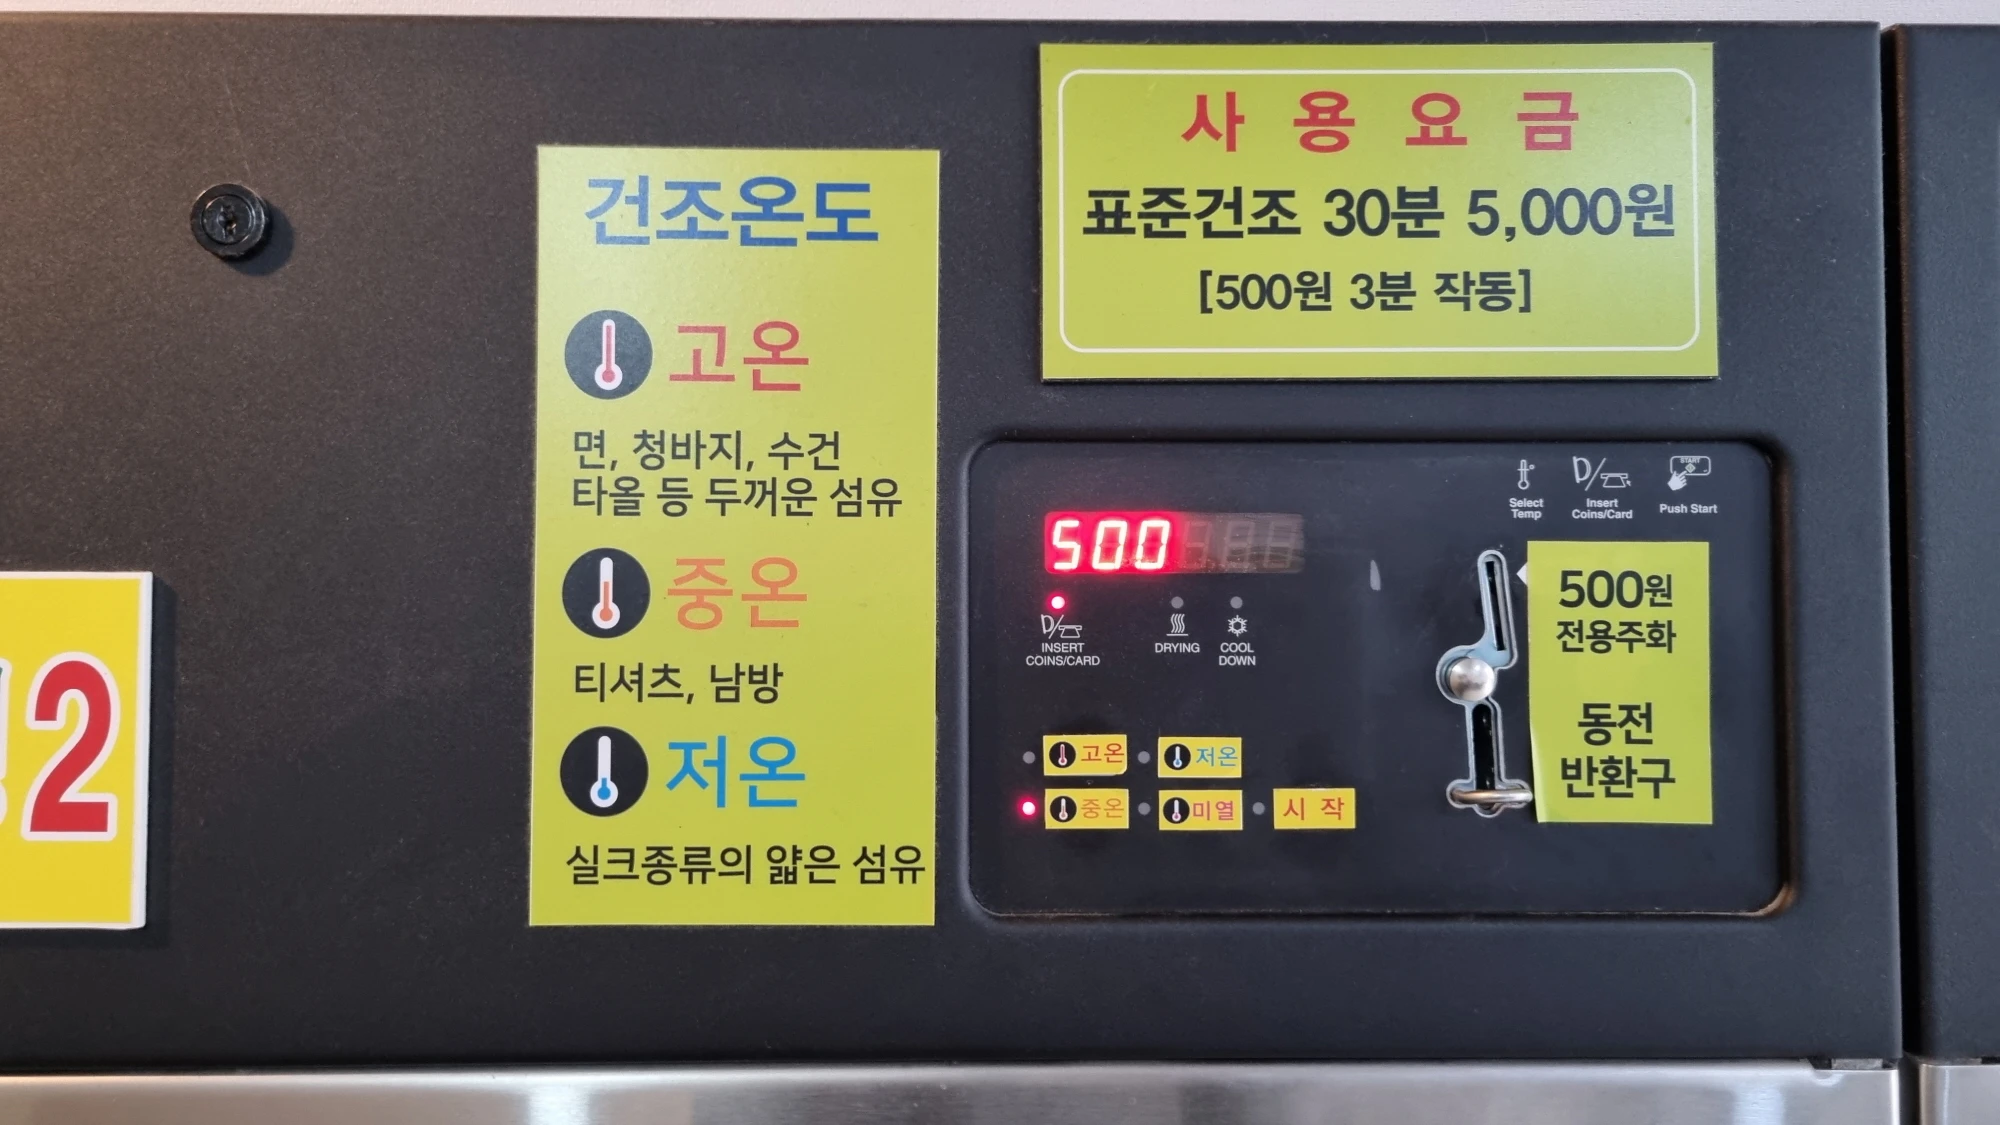 건조온도
고온
면, 청바지, 수건
타올 등 두꺼운 섬유
중온
티셔츠, 남방
저온
실크종류의 얇은 섬유
2
사 용 요 금
표준건조 30분 5,000원
[500원 3분 작동]
START
Select
Temp
Insert
Coins/Card
Push Start
500
INSERT
COINS/CARD
DRYING
COOL
DOWN
고온
저온
중온
미열
시 작
500원
전용주화
동전
반환구